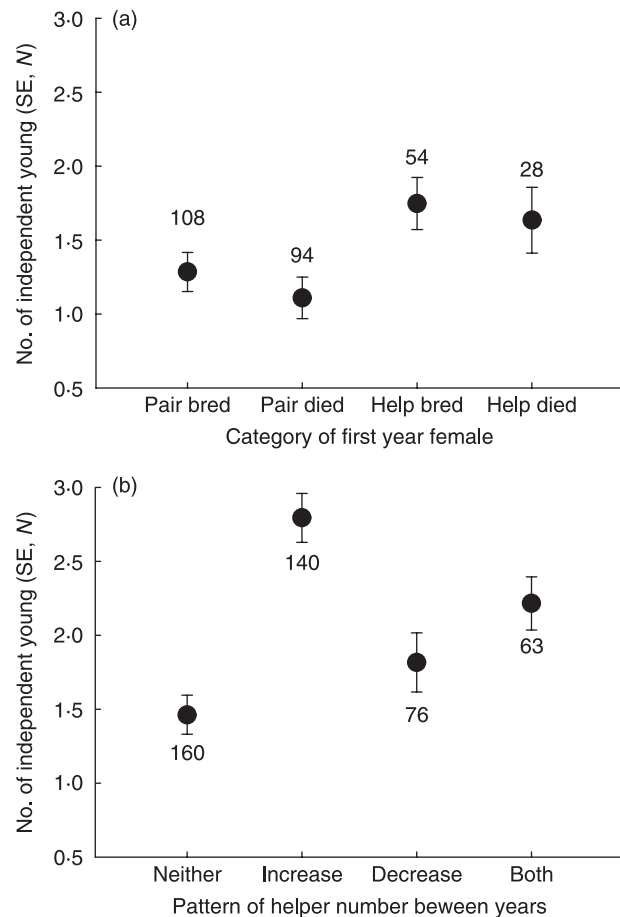 (a)
3·0
2·5
2·0
1·5
1·0
0·5
No. of independent young (SE, N)
108
94
54
28
Pair bred Pair died Help bred Help died
Category of first year female
(b)
3·0
2·5
2·0
1·5
1·0
0·5
No. of independent young (SE, N)
160
140
76
63
Neither Increase Decrease Both
Pattern of helper number beween years